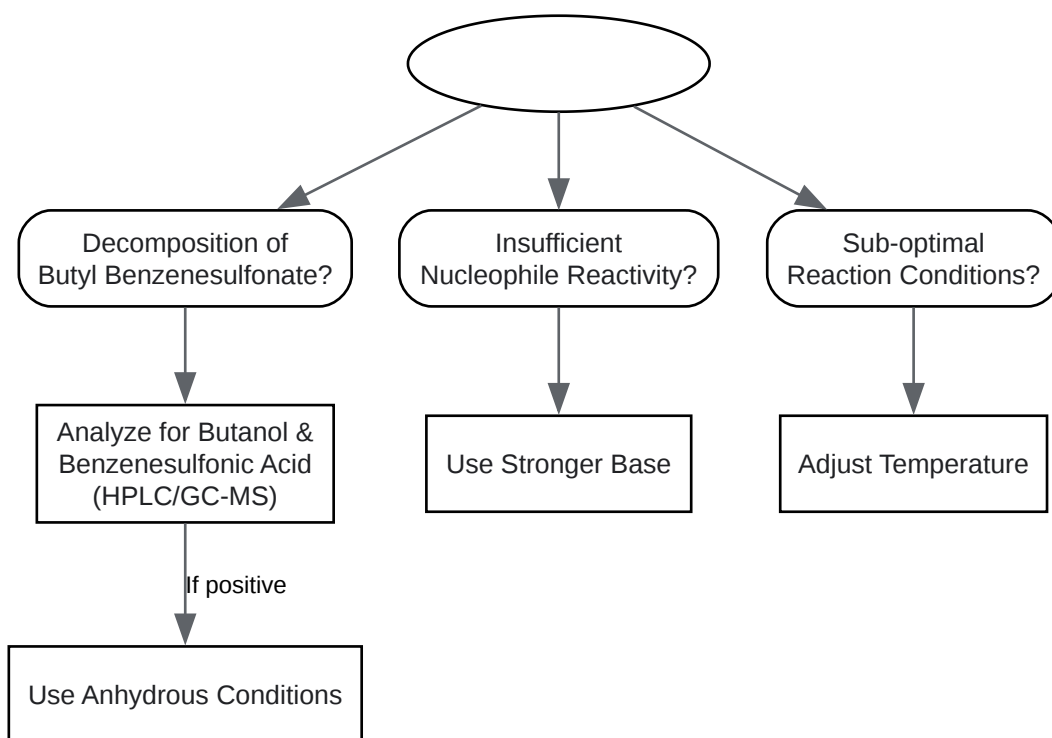 Decomposition of
Butyl Benzenesulfonate?
Insufficient
Nucleophile Reactivity?
Sub-optimal
Reaction Conditions?
Analyze for Butanol &
Benzenesulfonic Acid
(HPLC/GC-MS)
Use Stronger Base
Adjust Temperature
If positive
Use Anhydrous Conditions